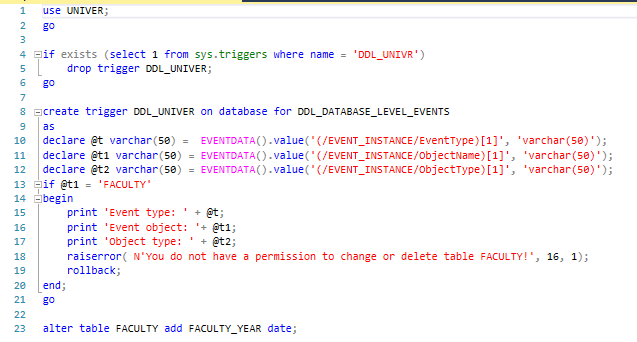 1 use UNIVER;
2 go
3
4 if exists (select 1 from sys.triggers where name = 'DDL_UNIVR')
5 drop trigger DDL_UNIVER;
6 go
7
8 create trigger DDL_UNIVER on database for DDL_DATABASE_LEVEL_EVENTS
9 as
10 declare @t varchar(50) = EVENTDATA().value('(/EVENT_INSTANCE/EventType)[1]', 'varchar(50)');
11 declare @t1 varchar(50) = EVENTDATA().value('(/EVENT_INSTANCE/ObjectName)[1]', 'varchar(50)');
12 declare @t2 varchar(50) = EVENTDATA().value('(/EVENT_INSTANCE/ObjectType)[1]', 'varchar(50)');
13 if @t1 = 'FACULTY'
14 begin
15 print 'Event type: ' + @t;
16 print 'Event object: '+ @t1;
17 print 'Object type: ' + @t2;
18 raiserror( N'You do not have a permission to change or delete table FACULTY!', 16, 1);
19 rollback;
20 end;
21 go
22
23 alter table FACULTY add FACULTY_YEAR date;